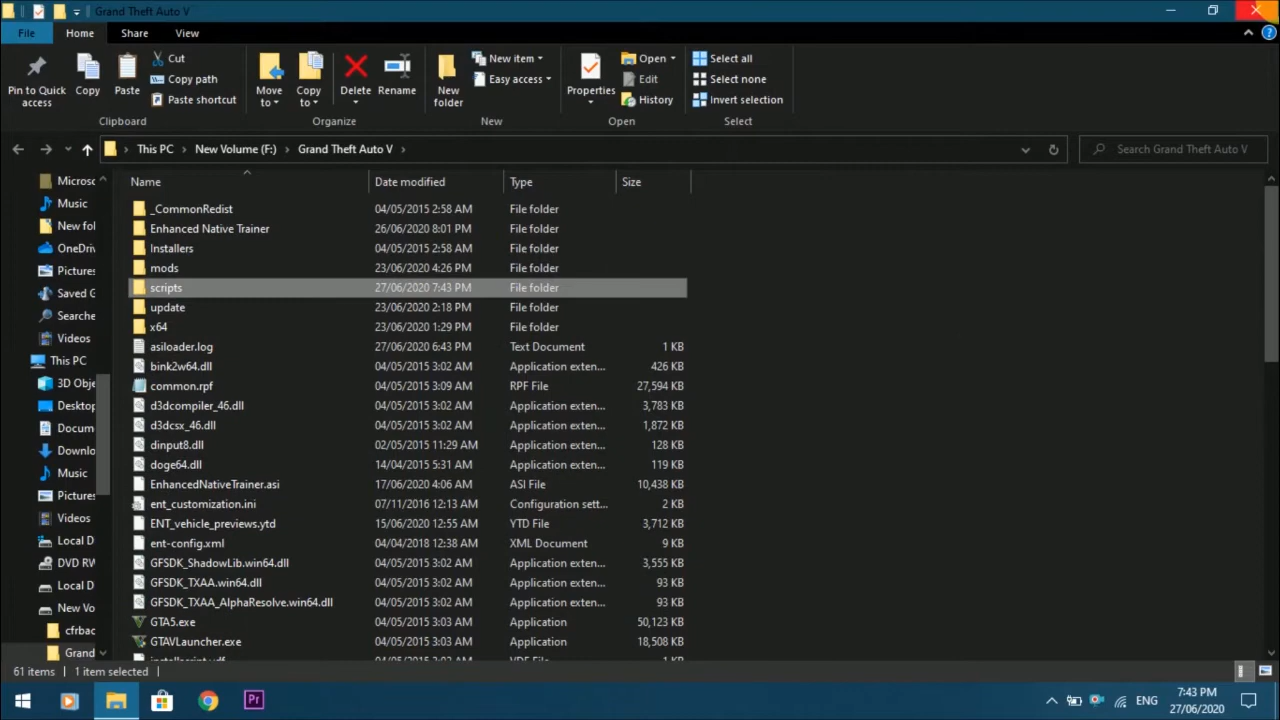 Grand Theft Auto V
File Home Share View
Pin to Quick access
Copy
Paste
Cut
Copy path
Paste shortcut
Clipboard
Move to
Copy to
Delete
Rename
Organize
New folder
New item
Easy access
New
Properties
Open
Edit
History
Open
Select all
Select none
Invert selection
Select
This PC › New Volume (F:) › Grand Theft Auto V ›
Search Grand Theft Auto V
Microsc
Music
New fol
OneDriv
Pictures
Saved G
Searche
Videos
This PC
3D Obje
Desktop
Docum
Downlo
Music
Pictures
Videos
Local D
DVD RW
Local D
New Vo
cfrbac
Grand
Name Date modified Type Size
_CommonRedist 04/05/2015 2:58 AM File folder
Enhanced Native Trainer 26/06/2020 8:01 PM File folder
Installers 04/05/2015 2:58 AM File folder
mods 23/06/2020 4:26 PM File folder
scripts 27/06/2020 7:43 PM File folder
update 23/06/2020 2:18 PM File folder
x64 23/06/2020 1:29 PM File folder
asiloader.log 27/06/2020 6:43 PM Text Document 1 KB
bink2w64.dll 04/05/2015 3:02 AM Application exten... 426 KB
common.rpf 04/05/2015 3:09 AM RPF File 27,594 KB
d3dcompiler_46.dll 04/05/2015 3:02 AM Application exten... 3,783 KB
d3dcsx_46.dll 04/05/2015 3:02 AM Application exten... 1,872 KB
dinput8.dll 02/05/2015 11:29 AM Application exten... 128 KB
doge64.dll 14/04/2015 5:31 AM Application exten... 119 KB
EnhancedNativeTrainer.asi 17/06/2020 4:06 AM ASI File 10,438 KB
ent_customization.ini 07/11/2016 12:13 AM Configuration sett... 2 KB
ENT_vehicle_previews.ytd 15/06/2020 12:55 AM YTD File 3,712 KB
ent-config.xml 04/04/2018 12:38 AM XML Document 9 KB
GFSDK_ShadowLib.win64.dll 04/05/2015 3:02 AM Application exten... 3,555 KB
GFSDK_TXAA.win64.dll 04/05/2015 3:02 AM Application exten... 93 KB
GFSDK_TXAA_AlphaResolve.win64.dll 04/05/2015 3:02 AM Application exten... 93 KB
GTA5.exe 04/05/2015 3:03 AM Application 50,123 KB
GTAVLauncher.exe 04/05/2015 3:03 AM Application 18,508 KB
61 items 1 item selected
Pr
ENG
7:43 PM
27/06/2020